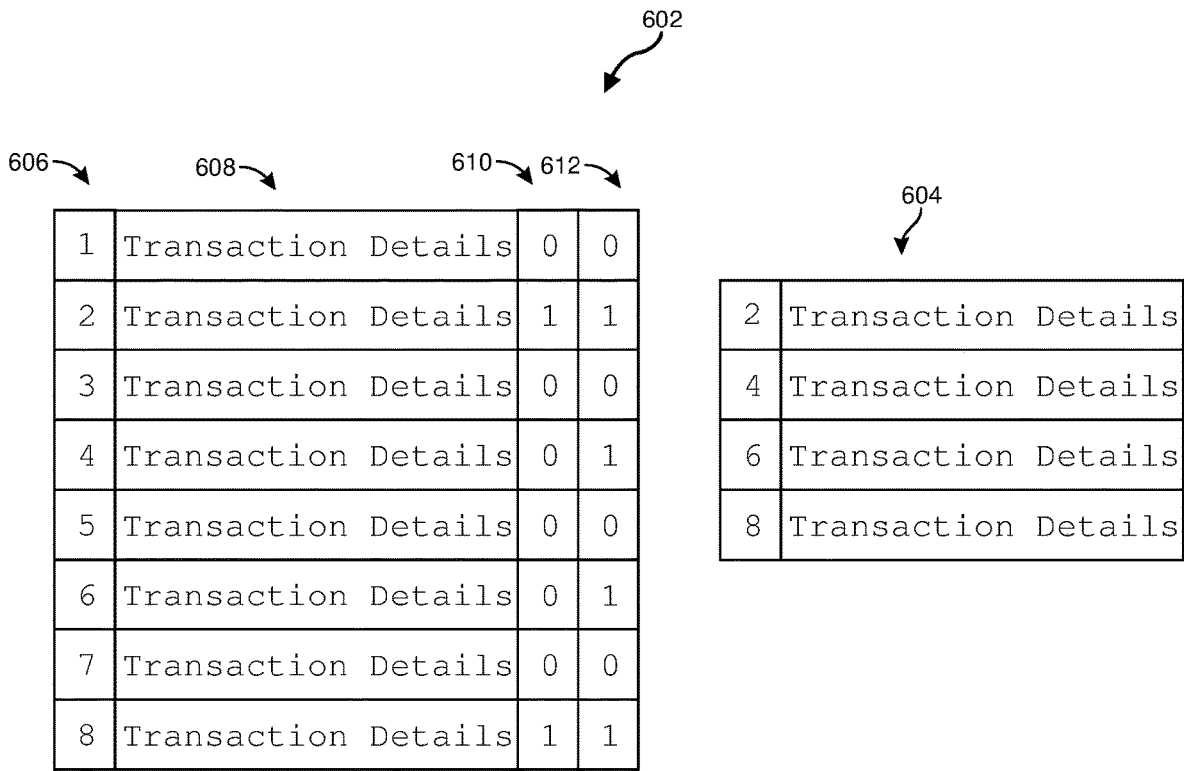 602
606 608 610 612
604
1 Transaction Details 0 0
2 Transaction Details 1 1
3 Transaction Details 0 0
4 Transaction Details 0 1
5 Transaction Details 0 0
6 Transaction Details 0 1
7 Transaction Details 0 0
8 Transaction Details 1 1
2 Transaction Details
4 Transaction Details
6 Transaction Details
8 Transaction Details